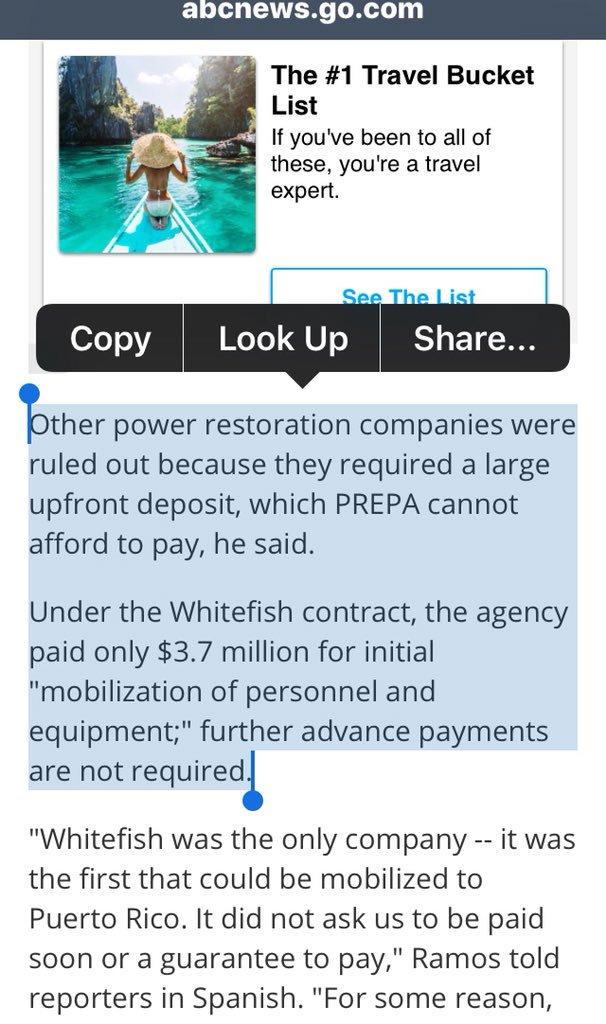 abcnews.go.com
The #1 Travel Bucket
List
If you've been to all of
these, you're a travel
expert.
See The List
Copy
Look Up
Share...
Other power restoration companies were
ruled out because they required a large
upfront deposit, which PREPA cannot
afford to pay, he said.
Under the Whitefish contract, the agency
paid only $3.7 million for initial
"mobilization of personnel and
equipment;" further advance payments
are not required.
"Whitefish was the only company -- it was
the first that could be mobilized to
Puerto Rico. It did not ask us to be paid
soon or a guarantee to pay," Ramos told
reporters in Spanish. "For some reason,